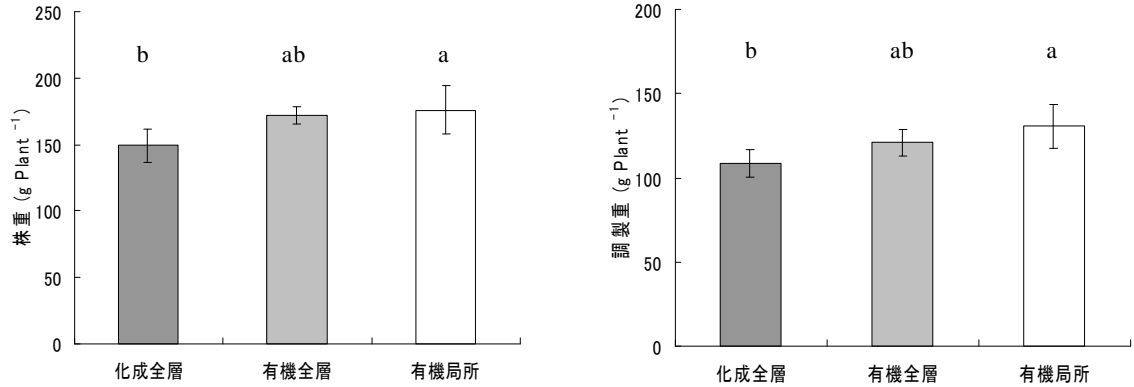 250
200
150
100
50
0
株重 (g Plant ⁻¹)
b
ab
a
化成全層
有機全層
有機局所
200
150
100
50
0
調製重 (g Plant ⁻¹)
b
ab
a
化成全層
有機全層
有機局所